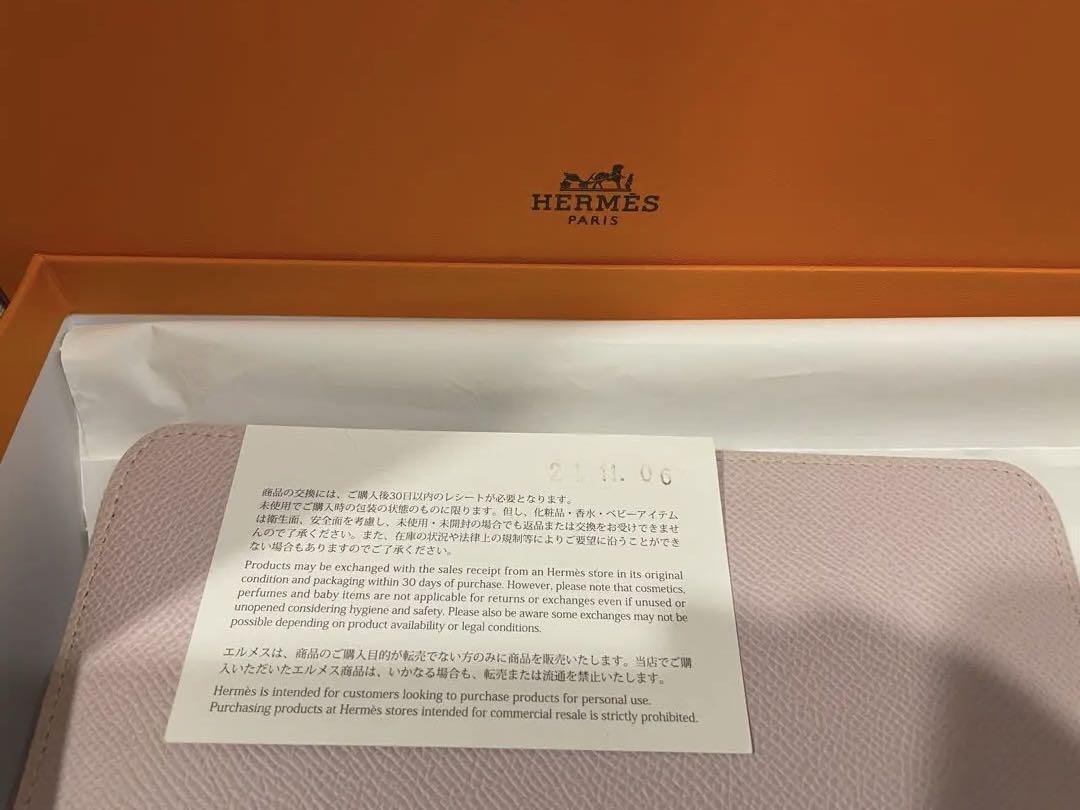 HERMÈS
PARIS
21.11.06
商品の交換には、ご購入後30日以内のレシートが必要となります。
未使用でご購入時の包装の状態のものに限ります。但し、化粧品・香水・ベビーアイテム
は衛生面、安全面を考慮し、未使用・未開封の場合でも返品または交換をお受けできませ
んので了承ください。また、在庫の状況や法律上の規制等によりご要望に沿うことができ
ない場合もありますのでご了承ください。
Products may be exchanged with the sales receipt from an Hermès store in its original
condition and packaging within 30 days of purchase. However, please note that cosmetics,
perfumes and baby items are not applicable for returns or exchanges even if unused or
unopened considering hygiene and safety. Please also be aware some exchanges may not be
possible depending on product availability or legal conditions.
エルメスは、商品のご購入目的が転売でない方のみに商品を販売いたします。当店でご購
入いただいたエルメス商品は、いかなる場合も、転売または流通を禁止いたします。
Hermès is intended for customers looking to purchase products for personal use.
Purchasing products at Hermès stores intended for commercial resale is strictly prohibited.